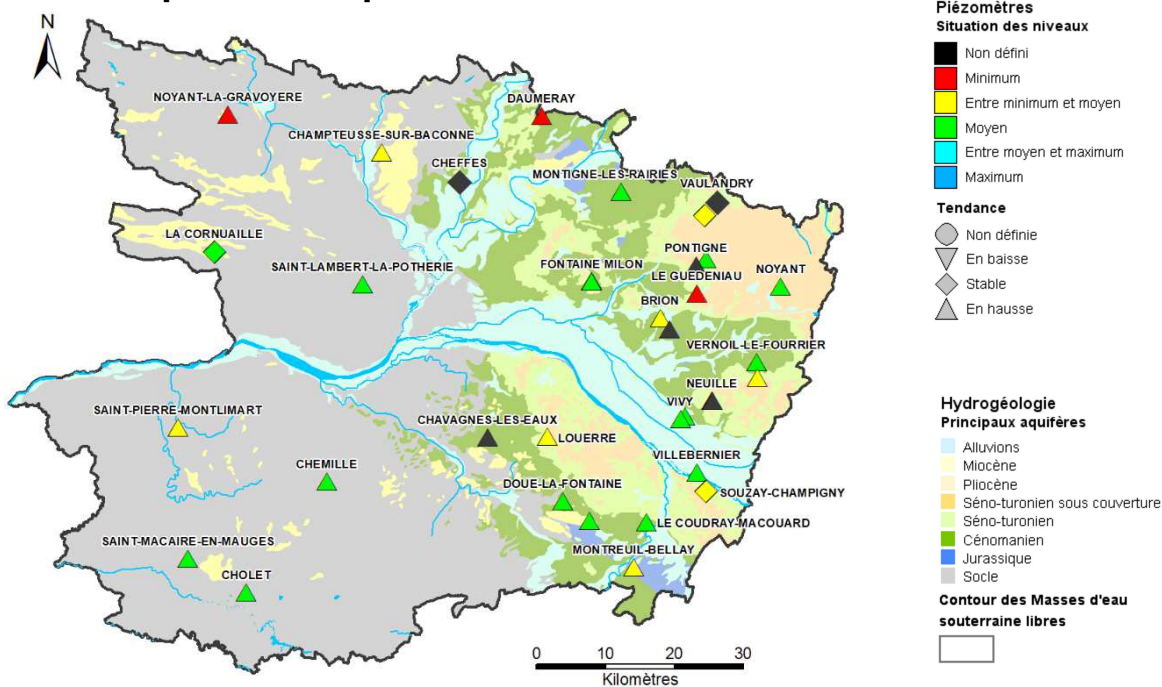 N
NOYANT-LA-GRAVOYERE
DAUMERAY
CHAMPTEUSSE-SUR-BACONNE
CHEFFES
MONTIGNE-LES-RAIRIES
VAULANDRY
LA CORNUAILLE
PONTIGNE
SAINT-LAMBERT-LA-POTHERIE
FONTAINE MILON
LE GUEDENIAU
NOYANT
BRION
VERNOIL-LE-FOURRIER
NEUILLE
SAINT-PIERRE-MONTLIMART
VIVY
CHAVAGNES-LES-EAUX
LOUERRE
VILLEBERNIER
CHEMILLE
DOUE-LA-FONTAINE
SOUZAY-CHAMPIGNY
LE COUDRAY-MACOUARD
SAINT-MACAIRE-EN-MAUGES
MONTREUIL-BELLAY
CHOLET
0 10 20 30
Kilomètres
Piézomètres
Situation des niveaux
Non défini
Minimum
Entre minimum et moyen
Moyen
Entre moyen et maximum
Maximum
Tendance
Non définie
En baisse
Stable
En hausse
Hydrogéologie
Principaux aquifères
Alluvions
Miocène
Pliocène
Séno-turonien sous couverture
Séno-turonien
Cénomanien
Jurassique
Socle
Contour des Masses d'eau
souterraine libres